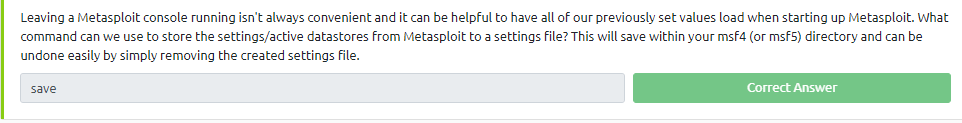 Leaving a Metasploit console running isn't always convenient and it can be helpful to have all of our previously set values load when starting up Metasploit. What
command can we use to store the settings/active datastores from Metasploit to a settings file? This will save within your msf4 (or msf5) directory and can be
undone easily by simply removing the created settings file.
save
Correct Answer